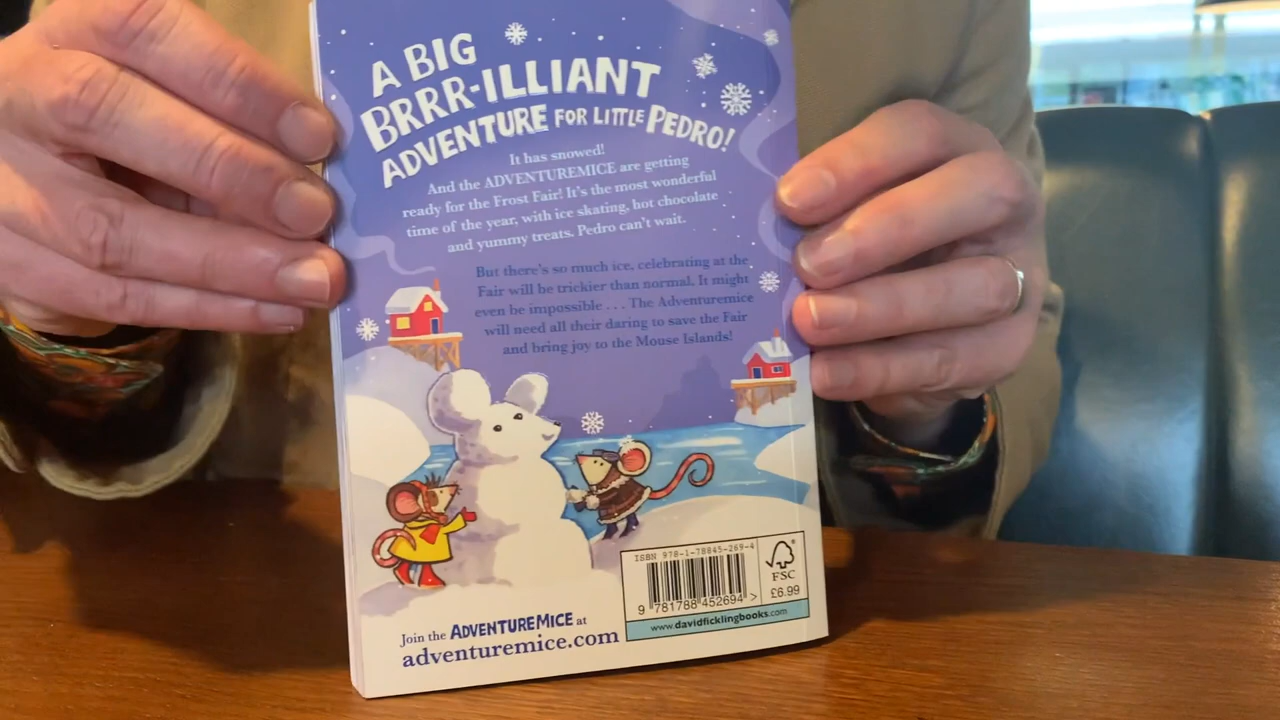 A BIG
BRRR-ILLIANT
ADVENTURE FOR LITTLE PEDRO!
It has snowed!
And the ADVENTUREMICE are getting
ready for the Frost Fair! It's the most wonderful
time of the year, with ice skating, hot chocolate
and yummy treats. Pedro can't wait.
But there's so much ice, celebrating at the
Fair will be trickier than normal. It might
even be impossible . . . The Adventuremice
will need all their daring to save the Fair
and bring joy to the Mouse Islands!
Join the ADVENTUREMICE at
adventuremice.com
ISBN 978-1-78845-269-4
9 781788 452694 >
FSC
£6.99
www.davidficklingbooks.com